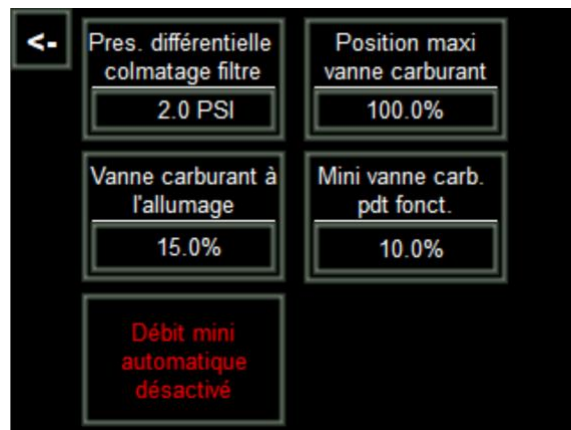 <-
Pres. différentielle
colmatage filtre
2.0 PSI
Position maxi
vanne carburant
100.0%
Vanne carburant à
l'allumage
15.0%
Mini vanne carb.
pdt fonct.
10.0%
Débit mini
automatique
désactivé